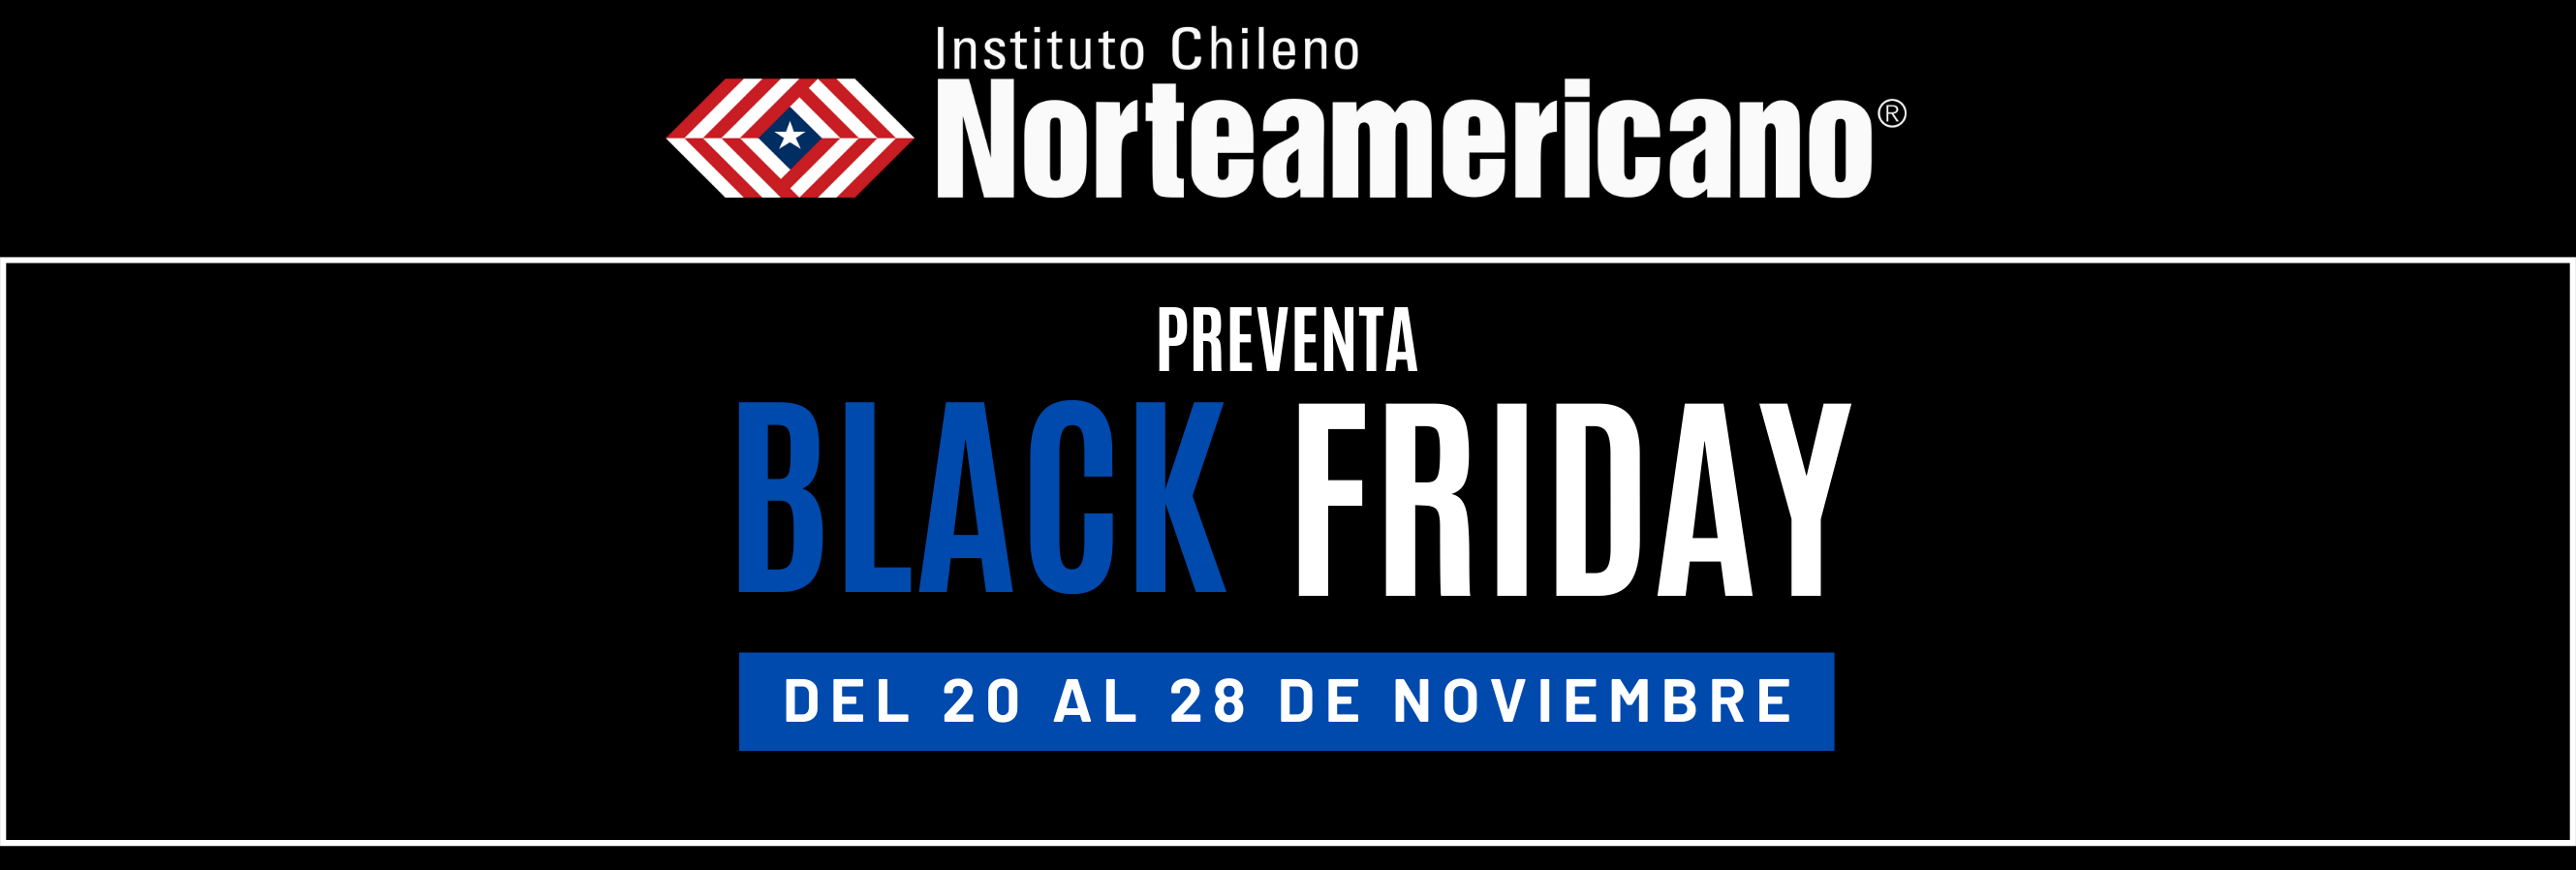 Instituto Chileno
Norteamericano®
PREVENTA
BLACK FRIDAY
DEL 20 AL 28 DE NOVIEMBRE